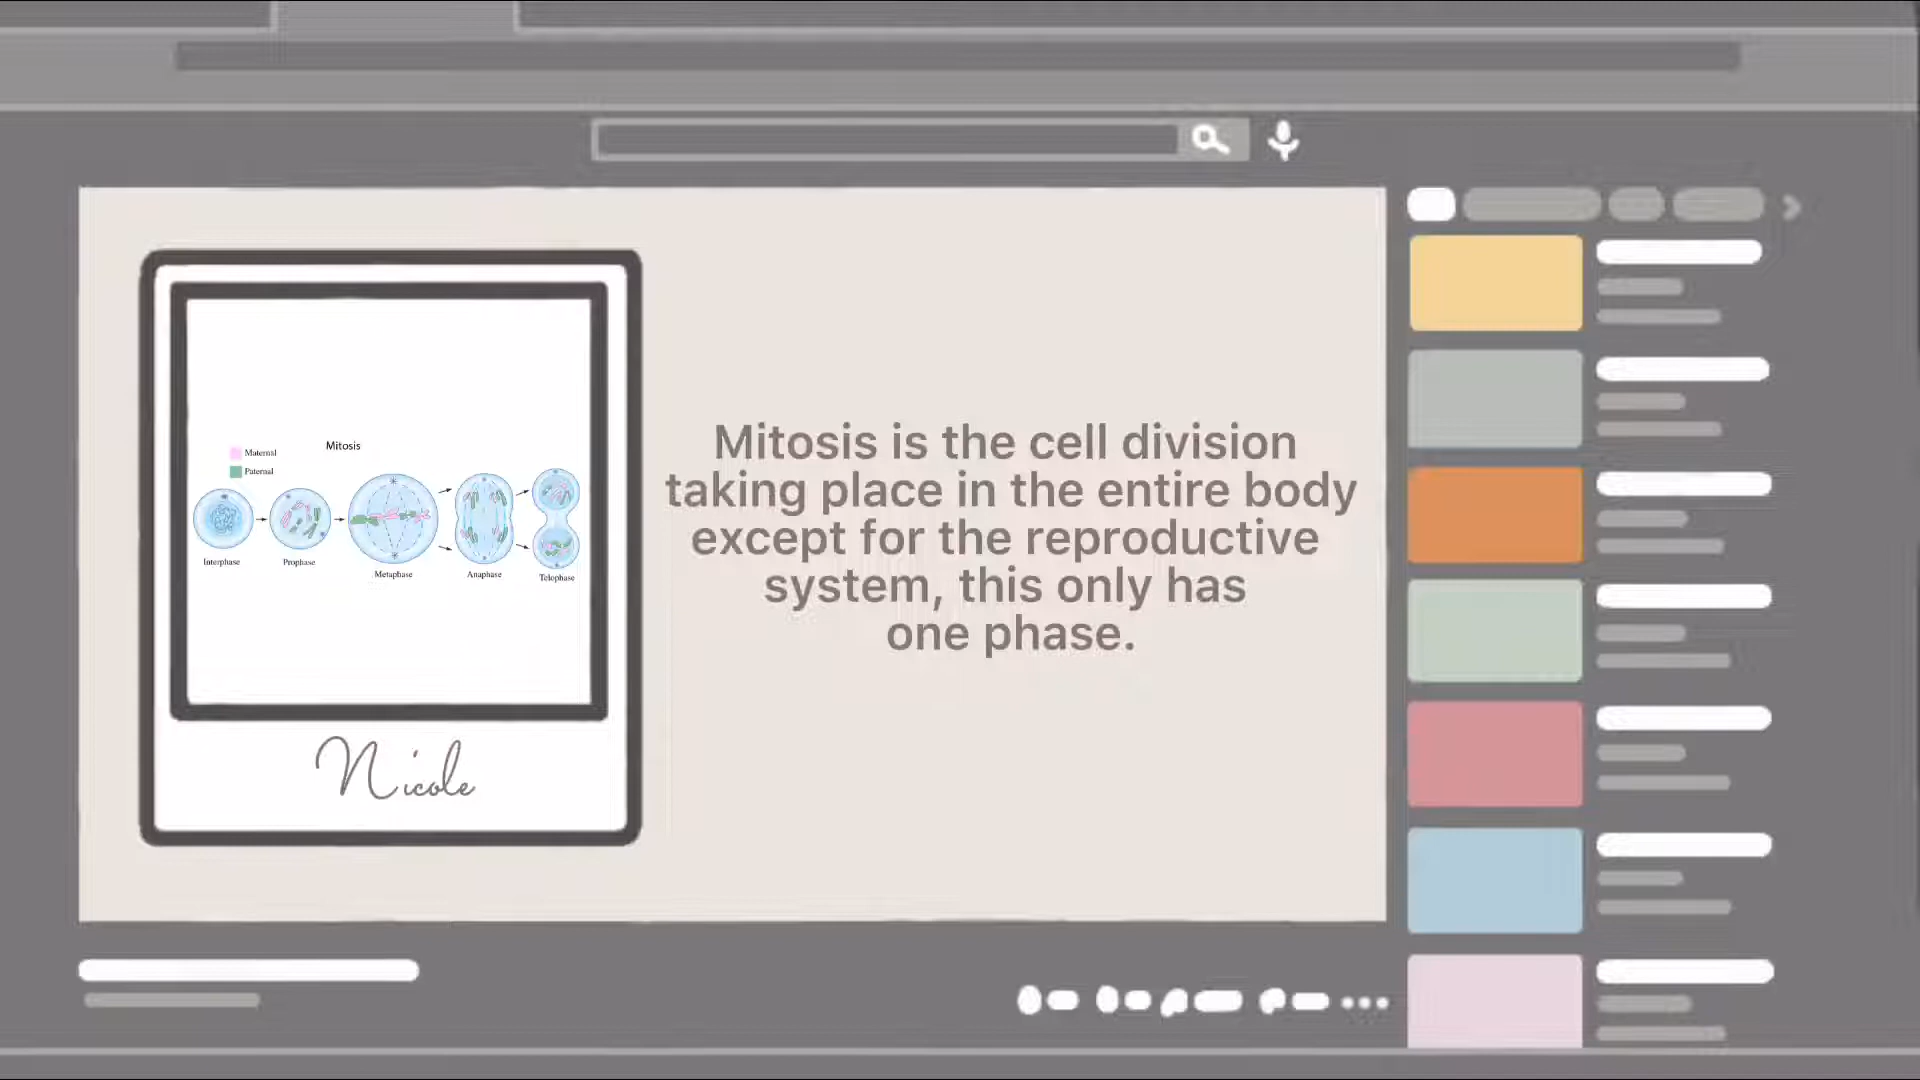 Mitosis
Maternal
Paternal
Interphase
Prophase
Metaphase
Anaphase
Telophase
Nicole
Mitosis is the cell division
taking place in the entire body
except for the reproductive
system, this only has
one phase.